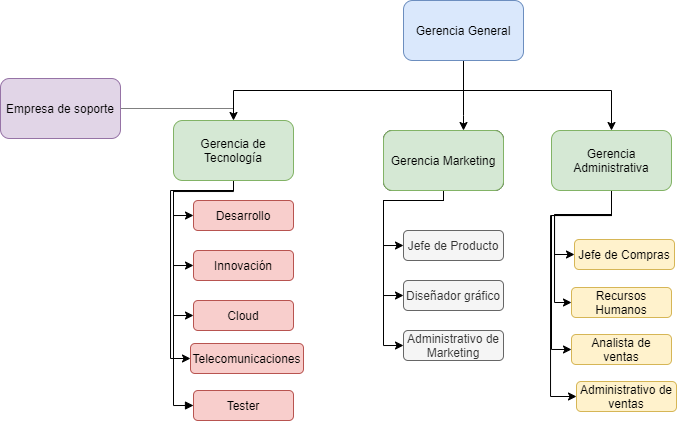 Gerencia General
Empresa de soporte
Gerencia de
Tecnología
Gerencia Marketing
Gerencia
Administrativa
Desarrollo
Innovación
Cloud
Telecomunicaciones
Tester
Jefe de Producto
Diseñador gráfico
Administrativo de
Marketing
Jefe de Compras
Recursos
Humanos
Analista de
ventas
Administrativo de
ventas